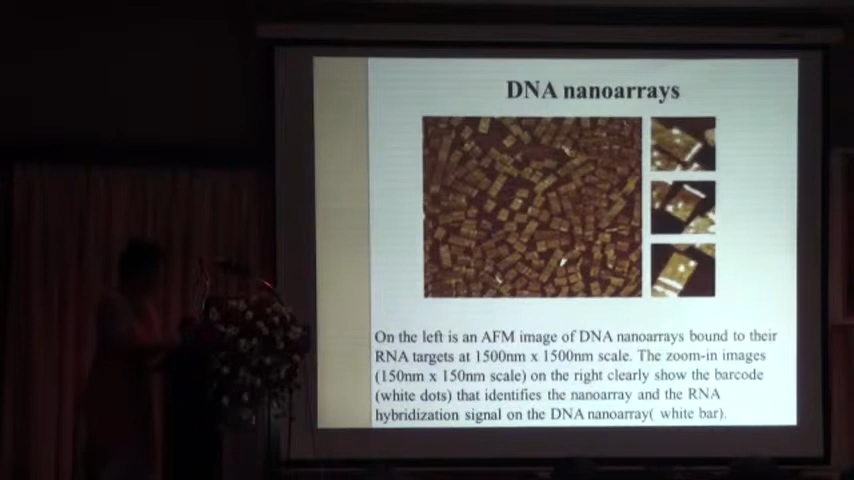 DNA nanoarrays
On the left is an AFM image of DNA nanoarrays bound to their
RNA targets at 1500nm x 1500nm scale. The zoom-in images
(150nm x 150nm scale) on the right clearly show the barcode
(white dots) that identifies the nanoarray and the RNA
hybridization signal on the DNA nanoarray( white bar).